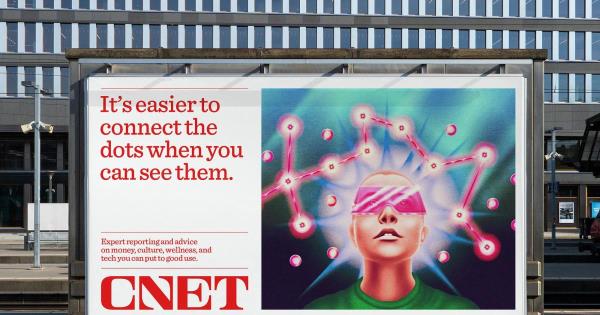 It’s easier to
connect the
dots when you
can see them.
Expert reporting and advice
on money, culture, wellness, and
tech you can put to good use.
CNET